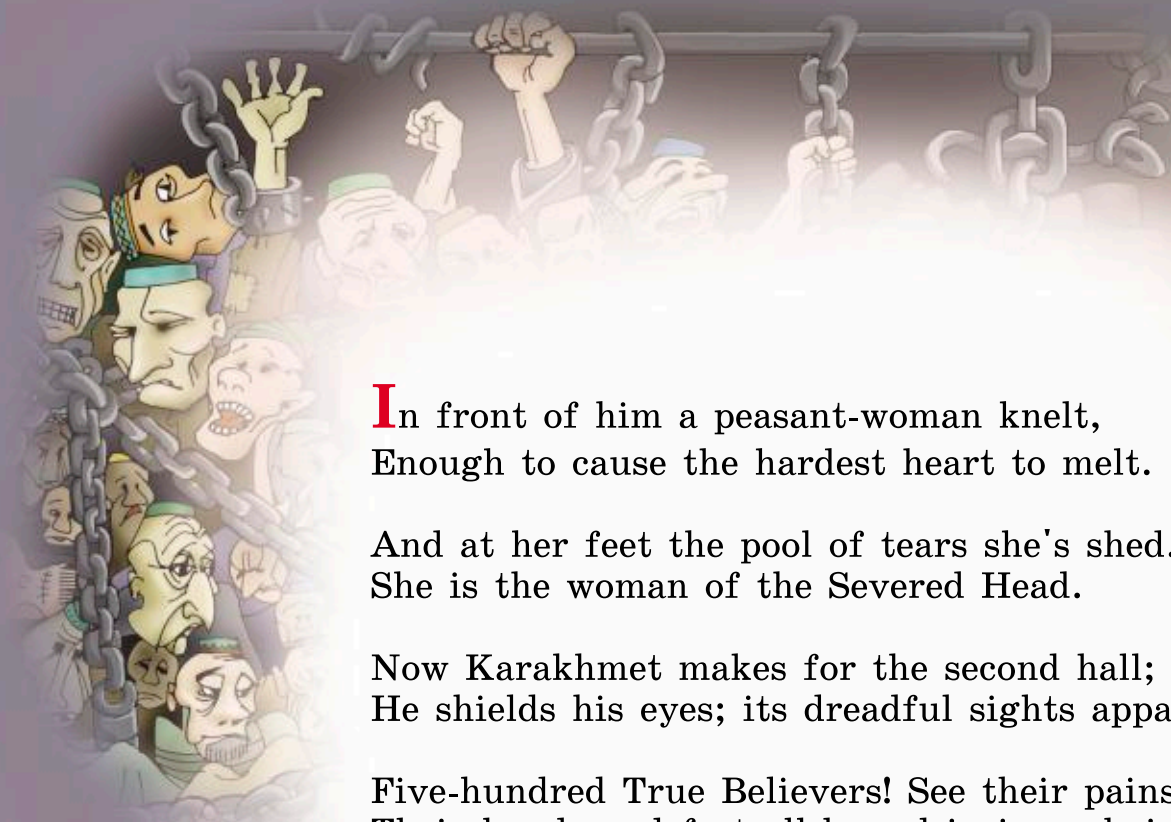 In front of him a peasant-woman knelt,
Enough to cause the hardest heart to melt.
And at her feet the pool of tears she's shed.
She is the woman of the Severed Head.
Now Karakhmet makes for the second hall;
He shields his eyes; its dreadful sights
Five-hundred True Believers! See their pains